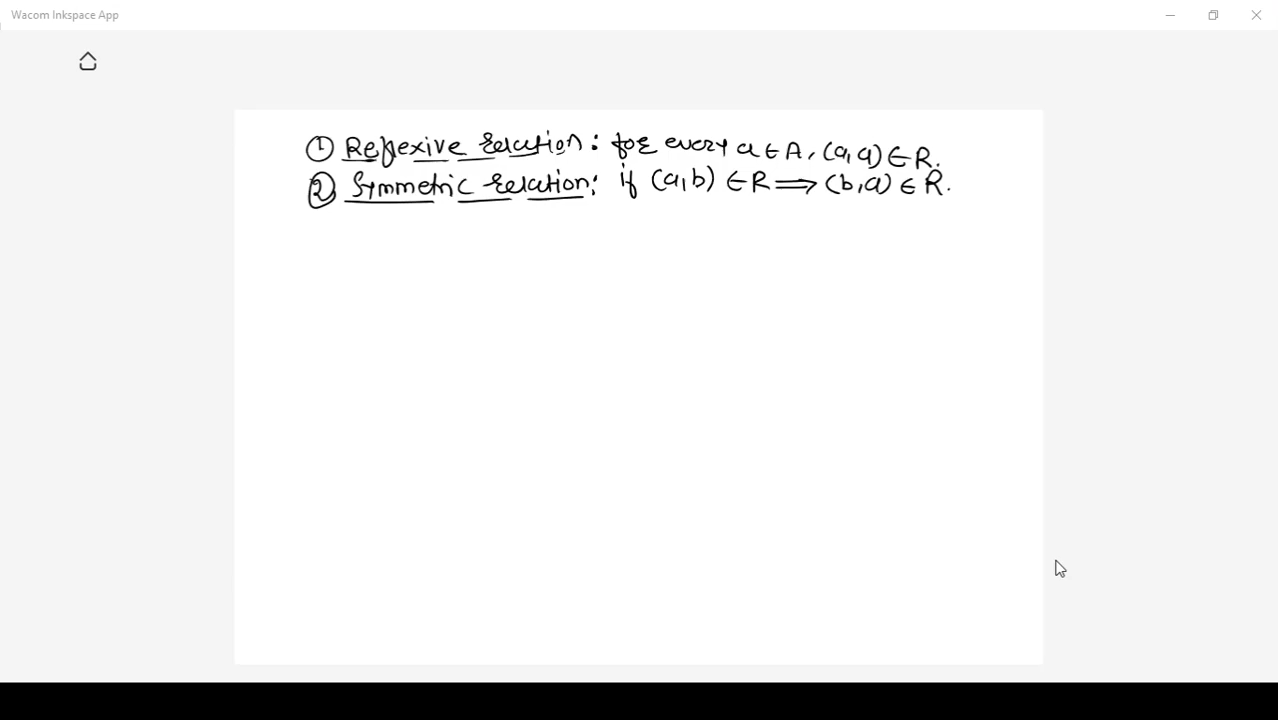 Wacom Inkspace App
① Reflexive relation: for every a ∈ A, (a, a) ∈ R.
② Symmetric relation: if (a, b) ∈ R ⟹ (b, a) ∈ R.